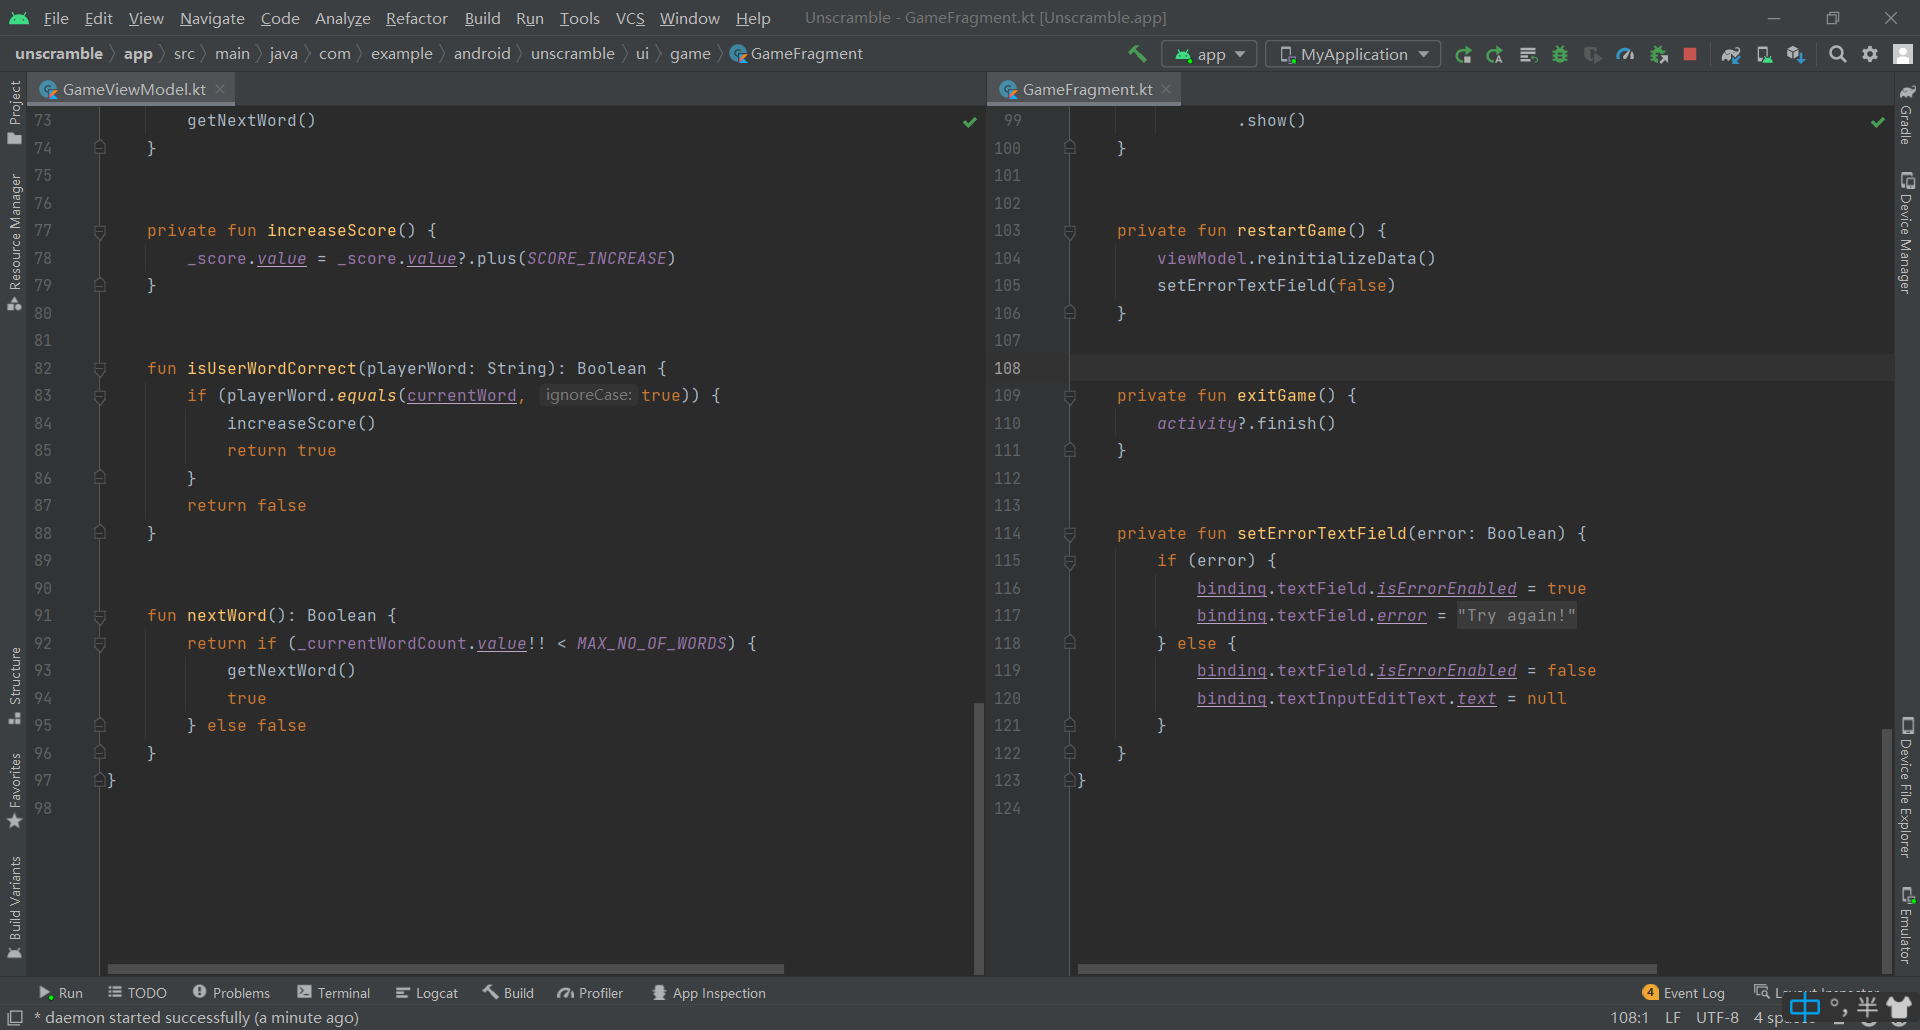 File Edit View Navigate Code Analyze Refactor Build Run Tools VCS Window Help Unscramble - GameFragment.kt [Unscramble.app]
unscramble app src main java com example android unscramble ui game GameFragment app MyApplication
GameViewModel.kt
73 getNextWord()
74 }
75
76
77 private fun increaseScore() {
78 _score.value = _score.value?.plus(SCORE_INCREASE)
79 }
80
81
82 fun isUserWordCorrect(playerWord: String): Boolean {
83 if (playerWord.equals(currentWord, ignoreCase: true)) {
84 increaseScore()
85 return true
86 }
87 return false
88 }
89
90
91 fun nextWord(): Boolean {
92 return if (_currentWordCount.value!! < MAX_NO_OF_WORDS) {
93 getNextWord()
94 true
95 } else false
96 }
97 }
98
GameFragment.kt
99 .show()
100 }
101
102
103 private fun restartGame() {
104 viewModel.reinitializeData()
105 setErrorTextField(false)
106 }
107
108
109 private fun exitGame() {
110 activity?.finish()
111 }
112
113
114 private fun setErrorTextField(error: Boolean) {
115 if (error) {
116 binding.textField.isErrorEnabled = true
117 binding.textField.error = "Try again!"
118 } else {
119 binding.textField.isErrorEnabled = false
120 binding.textInputEditText.text = null
121 }
122 }
123 }
124
Project
Resource Manager
Structure
Favorites
Build Variants
Gradle
Device Manager
Device File Explorer
Emulator
Run TODO Problems Terminal Logcat Build Profiler App Inspection 4 Event Log
* daemon started successfully (a minute ago) 108:1 LF UTF-8 4
中 °, 半